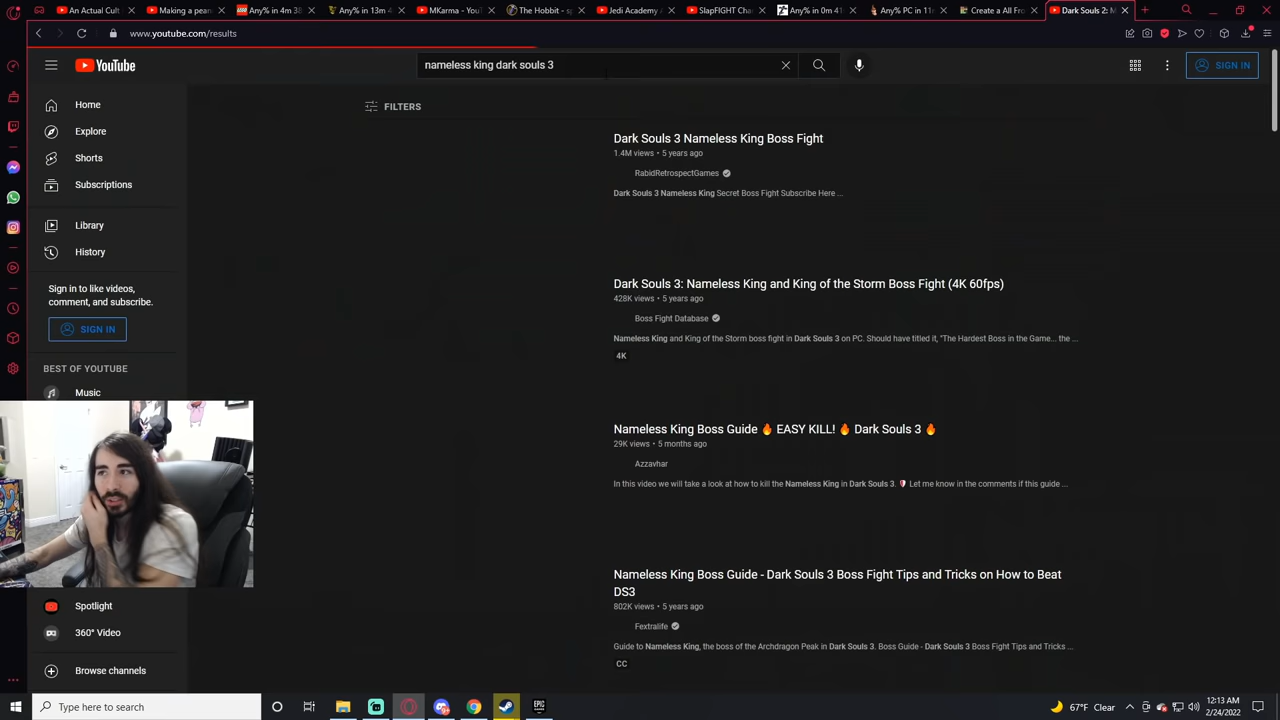 An Actual Cult
Making a pean
Any% in 4m 38
Any% in 13m 4
MKarma - You
The Hobbit - sp
Jedi Academy A
SlapFIGHT Char
Any% in 0m 41
Any% PC in 11m
Create a All Fro
Dark Souls 2: M
www.youtube.com/results
YouTube
nameless king dark souls 3
SIGN IN
Home
Explore
Shorts
Subscriptions
Library
History
Sign in to like videos,
comment, and subscribe.
SIGN IN
BEST OF YOUTUBE
Music
Spotlight
360° Video
Browse channels
FILTERS
Dark Souls 3 Nameless King Boss Fight
1.4M views • 5 years ago
RabidRetrospectGames
Dark Souls 3 Nameless King Secret Boss Fight Subscribe Here ...
Dark Souls 3: Nameless King and King of the Storm Boss Fight (4K 60fps)
428K views • 5 years ago
Boss Fight Database
Nameless King and King of the Storm boss fight in Dark Souls 3 on PC. Should have titled it, "The Hardest Boss in the Game... the ...
4K
Nameless King Boss Guide 🔥 EASY KILL! 🔥 Dark Souls 3 🔥
29K views • 5 months ago
Azzavhar
In this video we will take a look at how to kill the Nameless King in Dark Souls 3. Let me know in the comments if this guide ...
Nameless King Boss Guide - Dark Souls 3 Boss Fight Tips and Tricks on How to Beat
DS3
802K views • 5 years ago
Fextralife
Guide to Nameless King, the boss of the Archdragon Peak in Dark Souls 3. Boss Guide - Dark Souls 3 Boss Fight Tips and Tricks ...
CC
Type here to search
EPIC
67°F Clear
12:13 AM
2/24/2022